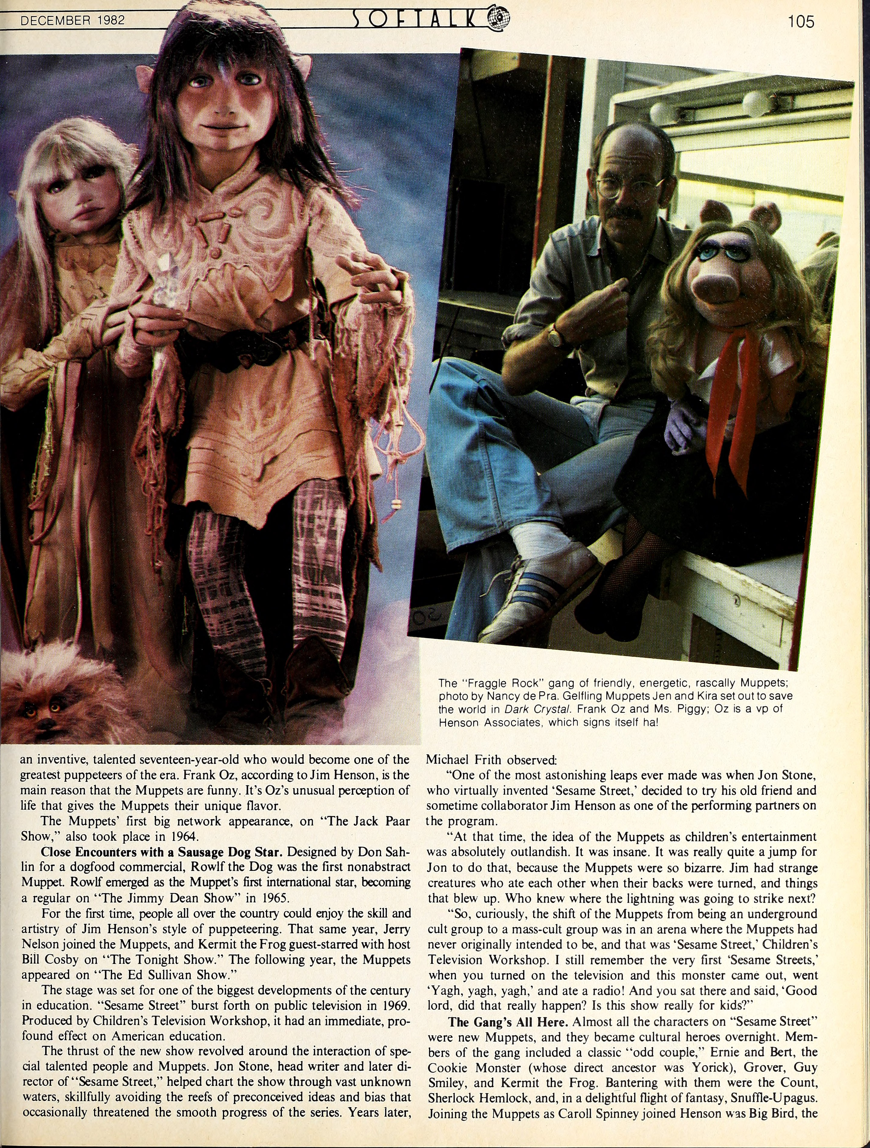 DECEMBER 1982
SOFTALK
105
The "Fraggle Rock" gang of friendly, energetic, rascally Muppets;
photo by Nancy de Pra. Gelfling Muppets Jen and Kira set out to save
the world in Dark Crystal. Frank Oz and Ms. Piggy; Oz is a vp of
Henson Associates, which signs itself ha!
an inventive, talented seventeen-year-old who would become one of the
greatest puppeteers of the era. Frank Oz, according to Jim Henson, is the
main reason that the Muppets are funny. It's Oz's unusual perception of
life that gives the Muppets their unique flavor.
The Muppets' first big network appearance, on "The Jack Paar
Show," also took place in 1964.
Close Encounters with a Sausage Dog Star. Designed by Don Sah-
lin for a dogfood commercial, Rowlf the Dog was the first nonabstract
Muppet. Rowlf emerged as the Muppet's first international star, becoming
a regular on "The Jimmy Dean Show" in 1965.
For the first time, people all over the country could enjoy the skill and
artistry of Jim Henson's style of puppeteering. That same year, Jerry
Nelson joined the Muppets, and Kermit the Frog guest-starred with host
Bill Cosby on "The Tonight Show." The following year, the Muppets
appeared on "The Ed Sullivan Show."
The stage was set for one of the biggest developments of the century
in education. "Sesame Street" burst forth on public television in 1969.
Produced by Children's Television Workshop, it had an immediate, pro-
found effect on American education.
The thrust of the new show revolved around the interaction of spe-
cial talented people and Muppets. Jon Stone, head writer and later di-
rector of "Sesame Street," helped chart the show through vast unknown
waters, skillfully avoiding the reefs of preconceived ideas and bias that
occasionally threatened the smooth progress of the series. Years later,
Michael Frith observed:
"One of the most astonishing leaps ever made was when Jon Stone,
who virtually invented 'Sesame Street,' decided to try his old friend and
sometime collaborator Jim Henson as one of the performing partners on
the program.
"At that time, the idea of the Muppets as children's entertainment
was absolutely outlandish. It was insane. It was really quite a jump for
Jon to do that, because the Muppets were so bizarre. Jim had strange
creatures who ate each other when their backs were turned, and things
that blew up. Who knew where the lightning was going to strike next?
"So, curiously, the shift of the Muppets from being an underground
cult group to a mass-cult group was in an arena where the Muppets had
never originally intended to be, and that was 'Sesame Street,' Children's
Television Workshop. I still remember the very first 'Sesame Streets,'
when you turned on the television and this monster came out, went
'Yagh, yagh, yagh,' and ate a radio! And you sat there and said, 'Good
lord, did that really happen? Is this show really for kids?'"
The Gang's All Here. Almost all the characters on "Sesame Street"
were new Muppets, and they became cultural heroes overnight. Mem-
bers of the gang included a classic "odd couple," Ernie and Bert, the
Cookie Monster (whose direct ancestor was Yorick), Grover, Guy
Smiley, and Kermit the Frog. Bantering with them were the Count,
Sherlock Hemlock, and, in a delightful flight of fantasy, Snuffle-Upagus.
Joining the Muppets as Caroll Spinney joined Henson was Big Bird, the